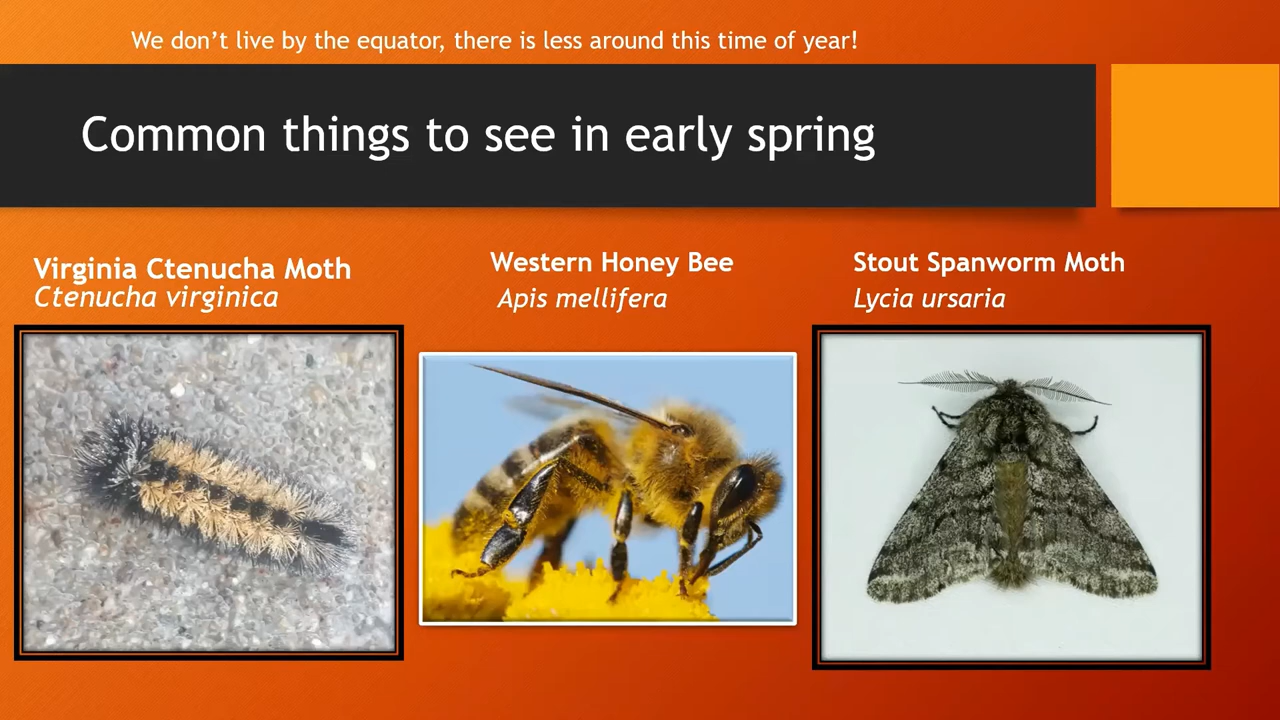 We don't live by the equator, there is less around this time of year!
Common things to see in early spring
Virginia Ctenucha Moth
Ctenucha virginica
Western Honey Bee
Apis mellifera
Stout Spanworm Moth
Lycia ursaria